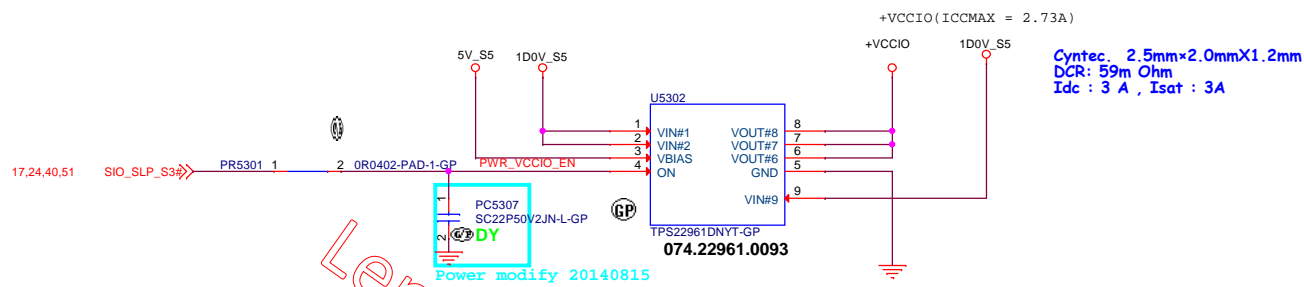 +VCCIO(ICCMAX = 2.73A)
5V_S5
1D0V_S5
+VCCIO
1D0V_S5
Cyntec. 2.5mm×2.0mmX1.2mm
DCR: 59m Ohm
Idc : 3 A , Isat : 3A
U5302
1 VIN#1 VOUT#8 8
2 VIN#2 VOUT#7 7
3 VBIAS VOUT#6 6
4 ON GND 5
VIN#9 9
TPS22961DNYT-GP
074.22961.0093
17,24,40,51 SIO_SLP_S3# PR5301 1 2 0R0402-PAD-1-GP PWR_VCCIO_EN
1
PC5307
SC22P50V2JN-L-GP
2
DY
GP
Power modify 20140815
Len